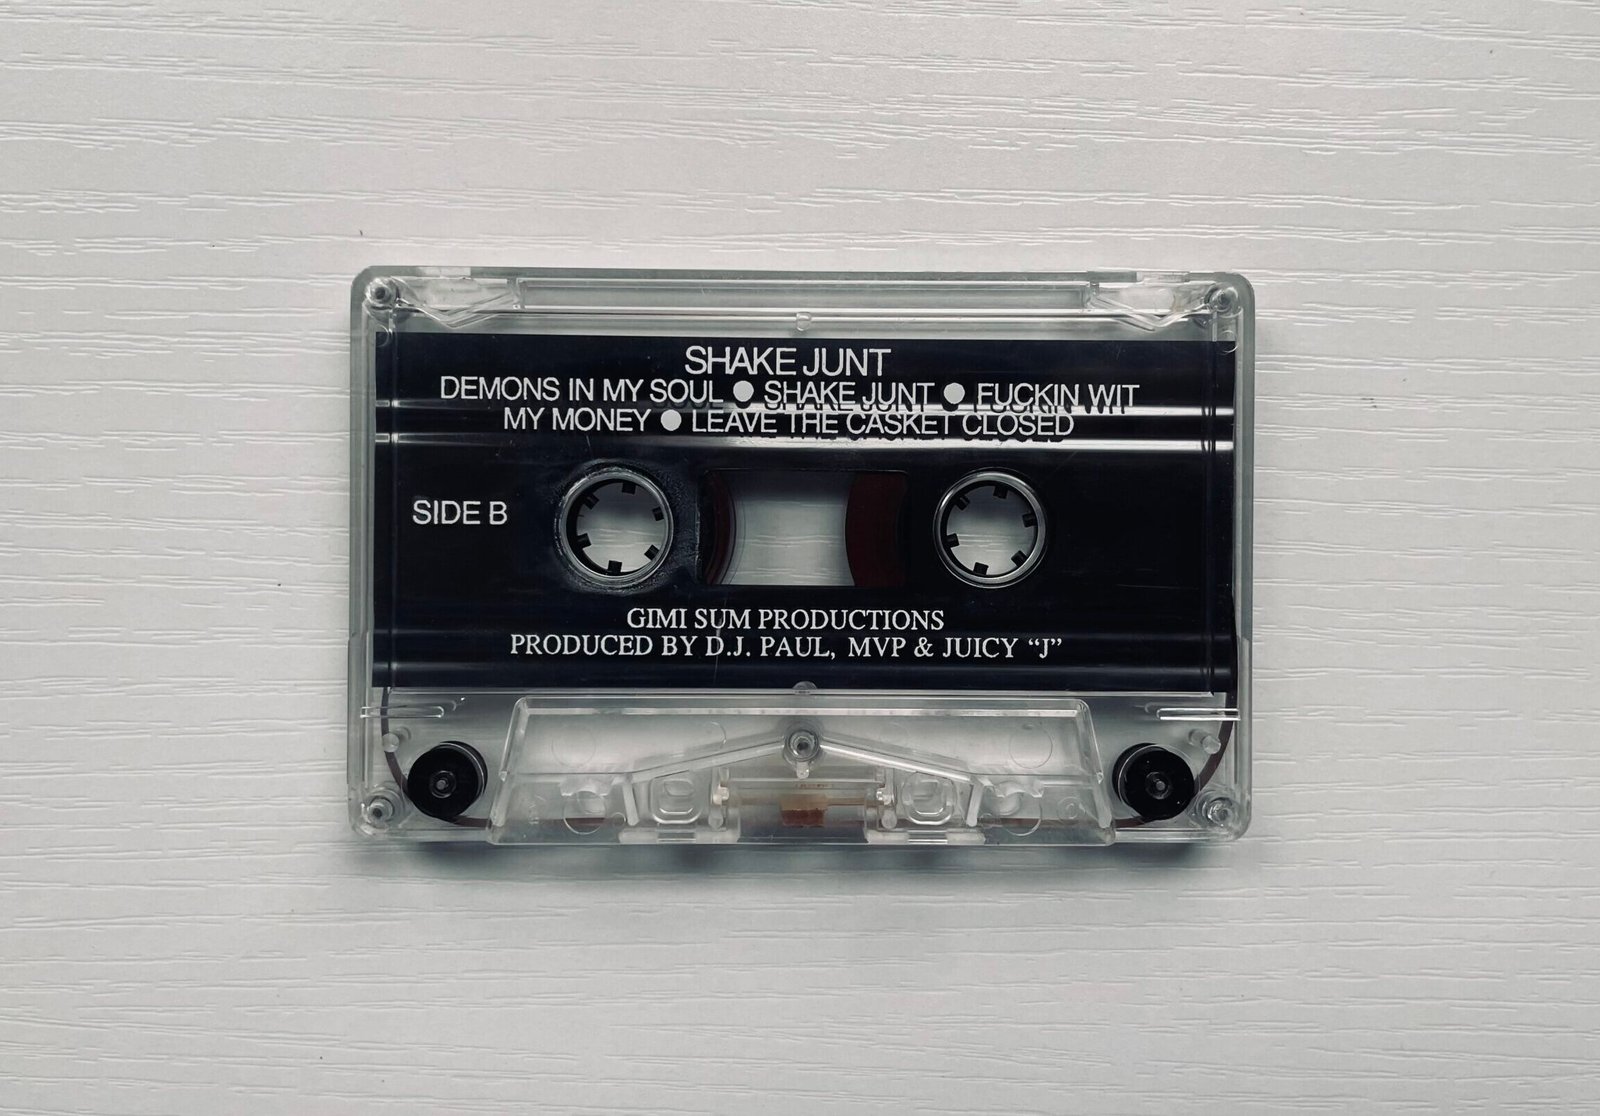 SHAKE JUNT
DEMONS IN MY SOUL ● SHAKE JUNT ● FUCKIN WIT
MY MONEY ● LEAVE THE CASKET CLOSED
SIDE B
GIMI SUM PRODUCTIONS
PRODUCED BY D.J. PAUL, MVP & JUICY “J”